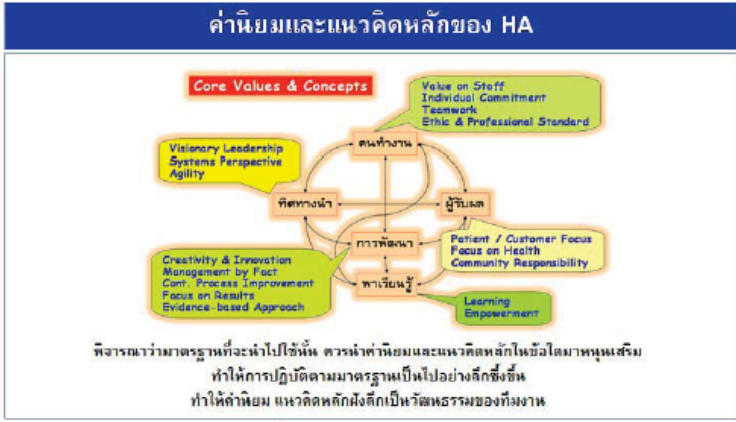 ค่านิยมและแนวคิดหลักของ HA
Core Values & Concepts
Value on Staff
Individual Commitment
Teamwork
Ethic & Professional Standard
คนทำงาน
Visionary Leadership
Systems Perspective
Agility
ทิศทางนำ
ผู้รับผล
การพัฒนา
Patient / Customer Focus
Focus on Health
Community Responsibility
Creativity & Innovation
Management by Fact
Cont. Process Improvement
Focus on Results
Evidence-based Approach
พาเรียนรู้
Learning
Empowerment
พิจารณาว่ามาตรฐานที่จะนำไปใช้นั้น ควรนำค่านิยมและแนวคิดหลักในข้อใดมาหนุนเสริม
ทำให้การปฏิบัติตามมาตรฐานเป็นไปอย่างลึกซึ้งขึ้น
ทำให้ค่านิยม แนวคิดหลักฝังลึกเป็นวัฒนธรรมของทีมงาน